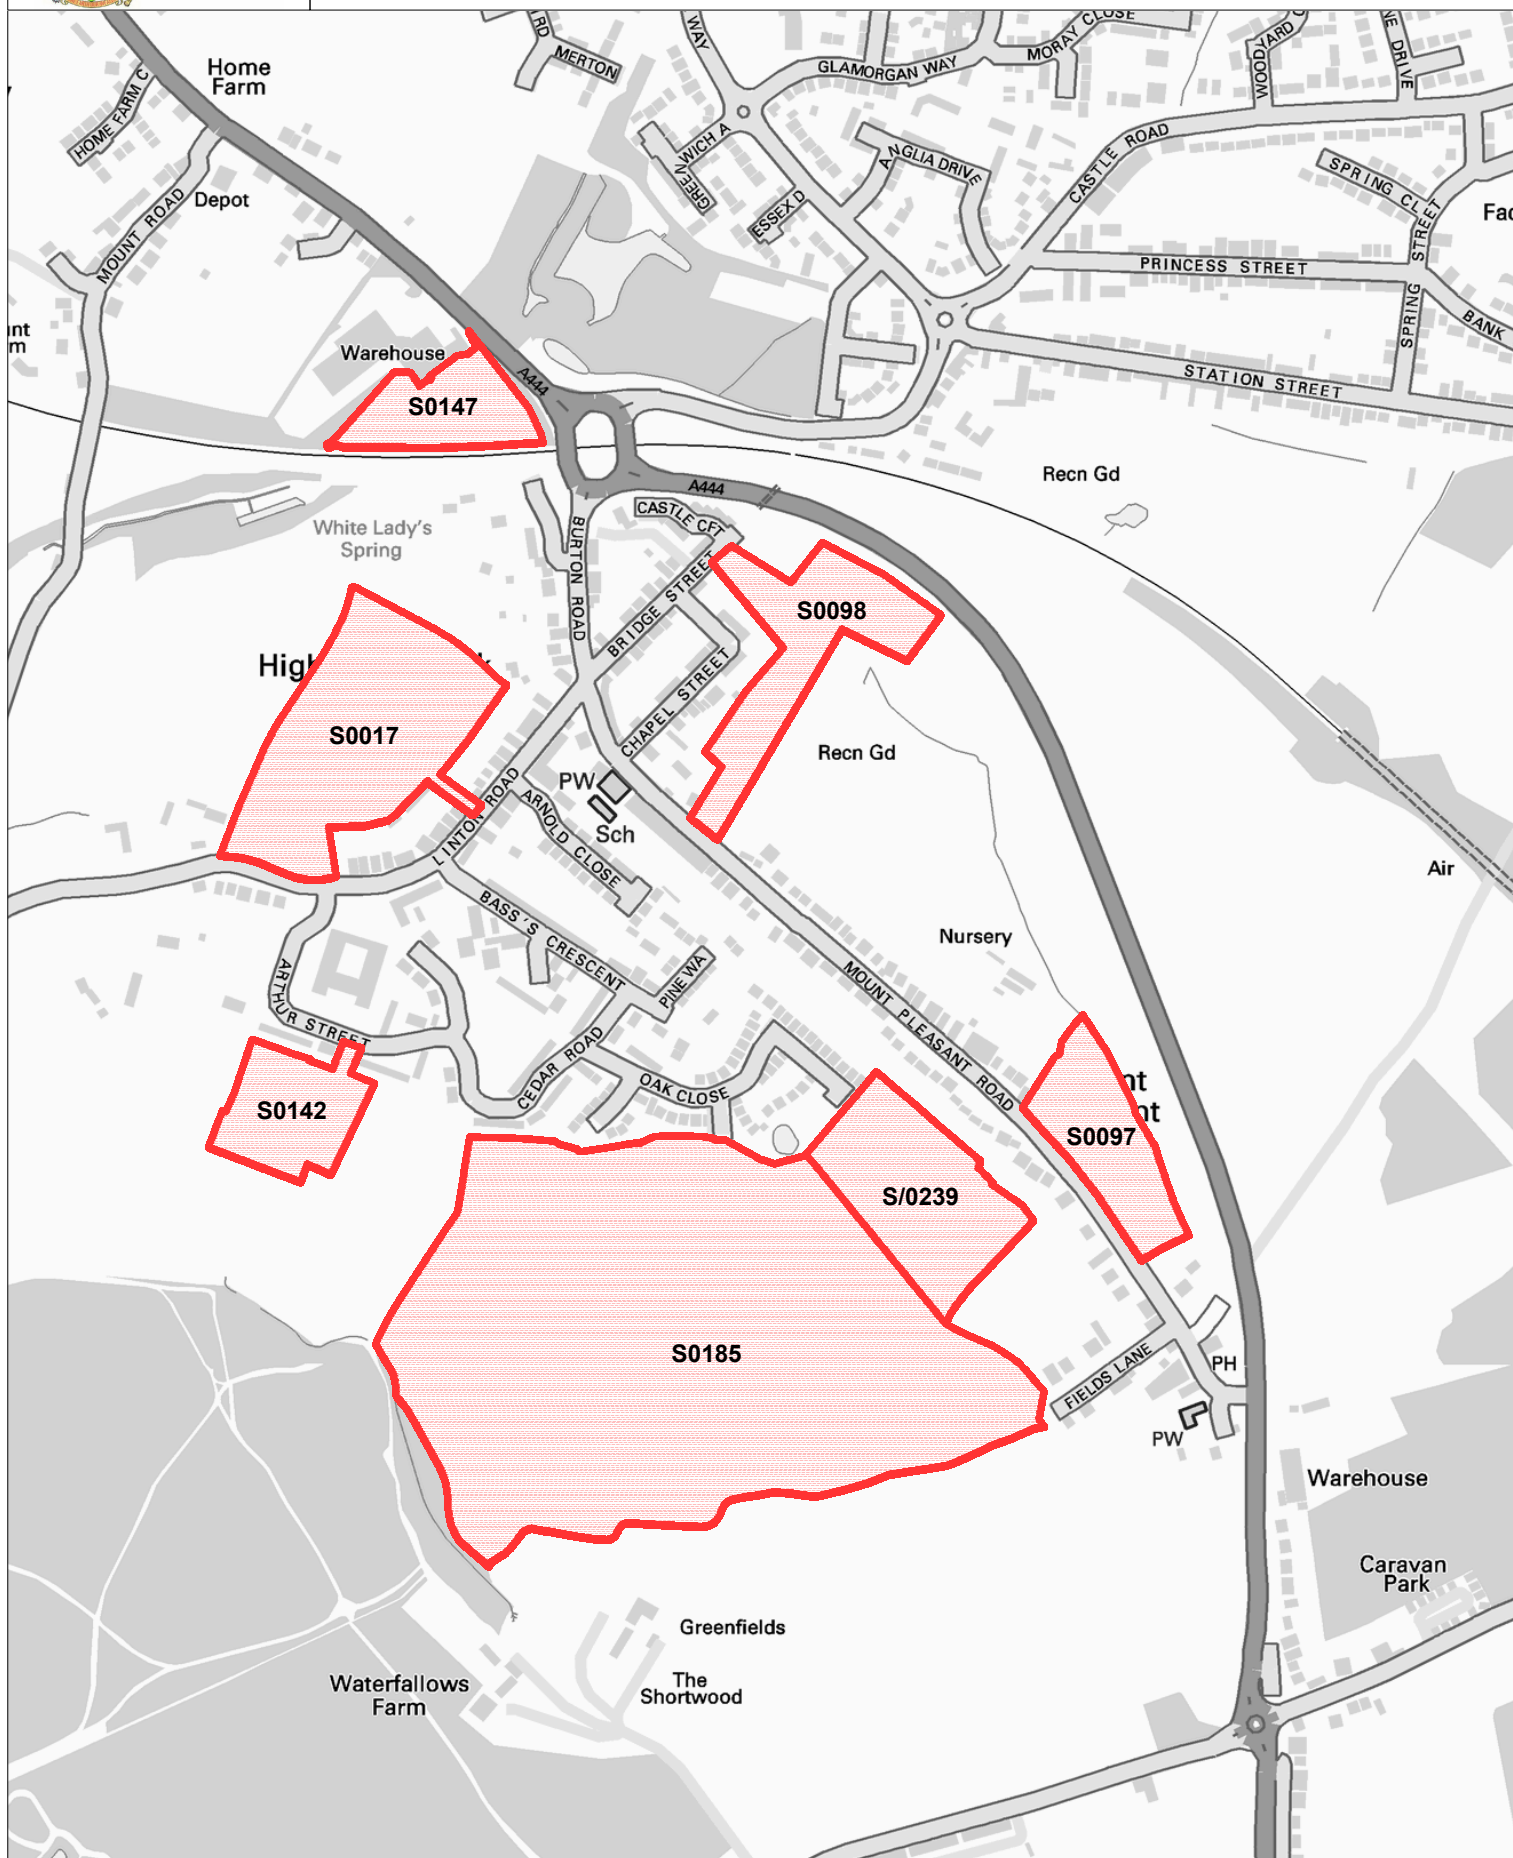 MERTON
WAY
GLAMORGAN WAY
MORAY CLOSE
Home
Farm
HOME FARM C
WOODYARD
DRIVE
CASTLE ROAD
ANGLIA DRIVE
GREENWICH A
ESSEX D
SPRING CL
SPRING STREET
MOUNT ROAD
Depot
PRINCESS STREET
SPRING
BANK
STATION STREET
Warehouse
A444
S0147
Recn Gd
A444
CASTLE CFT
White Lady's
Spring
BURTON ROAD
BRIDGE STREET
S0098
CHAPEL STREET
S0017
Recn Gd
LINTON ROAD
PW
Sch
ARNOLD CLOSE
Air
BASS'S CRESCENT
PINE WA
Nursery
ARTHUR STREET
MOUNT PLEASANT ROAD
CEDAR ROAD
OAK CLOSE
S0142
S0097
S/0239
S0185
FIELDS LANE
PH
PW
Warehouse
Caravan
Park
Greenfields
The
Shortwood
Waterfallows
Farm